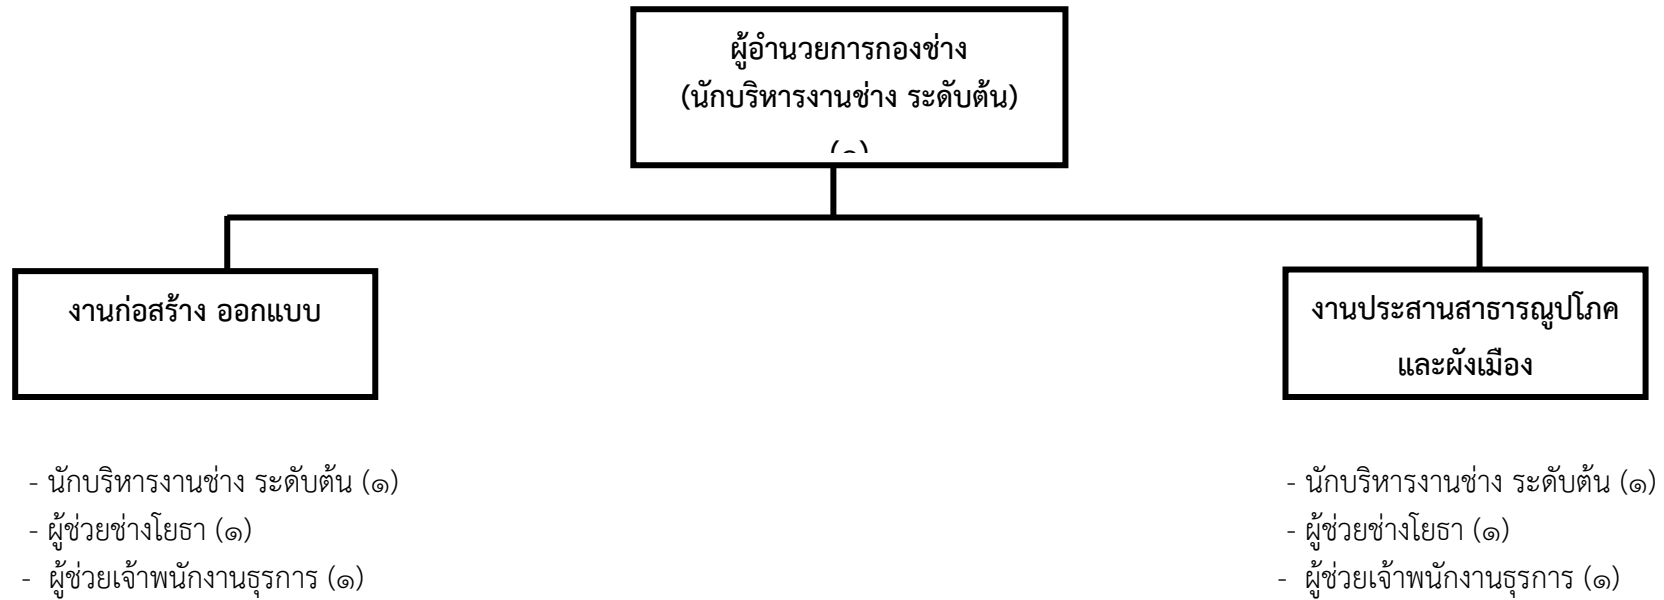 ผู้อำนวยการกองช่าง
(นักบริหารงานช่าง ระดับต้น)
(๑)
งานก่อสร้าง ออกแบบ
งานประสานสาธารณูปโภค
และผังเมือง
- นักบริหารงานช่าง ระดับต้น (๑)
- ผู้ช่วยช่างโยธา (๑)
- ผู้ช่วยเจ้าพนักงานธุรการ (๑)
- นักบริหารงานช่าง ระดับต้น (๑)
- ผู้ช่วยช่างโยธา (๑)
- ผู้ช่วยเจ้าพนักงานธุรการ (๑)